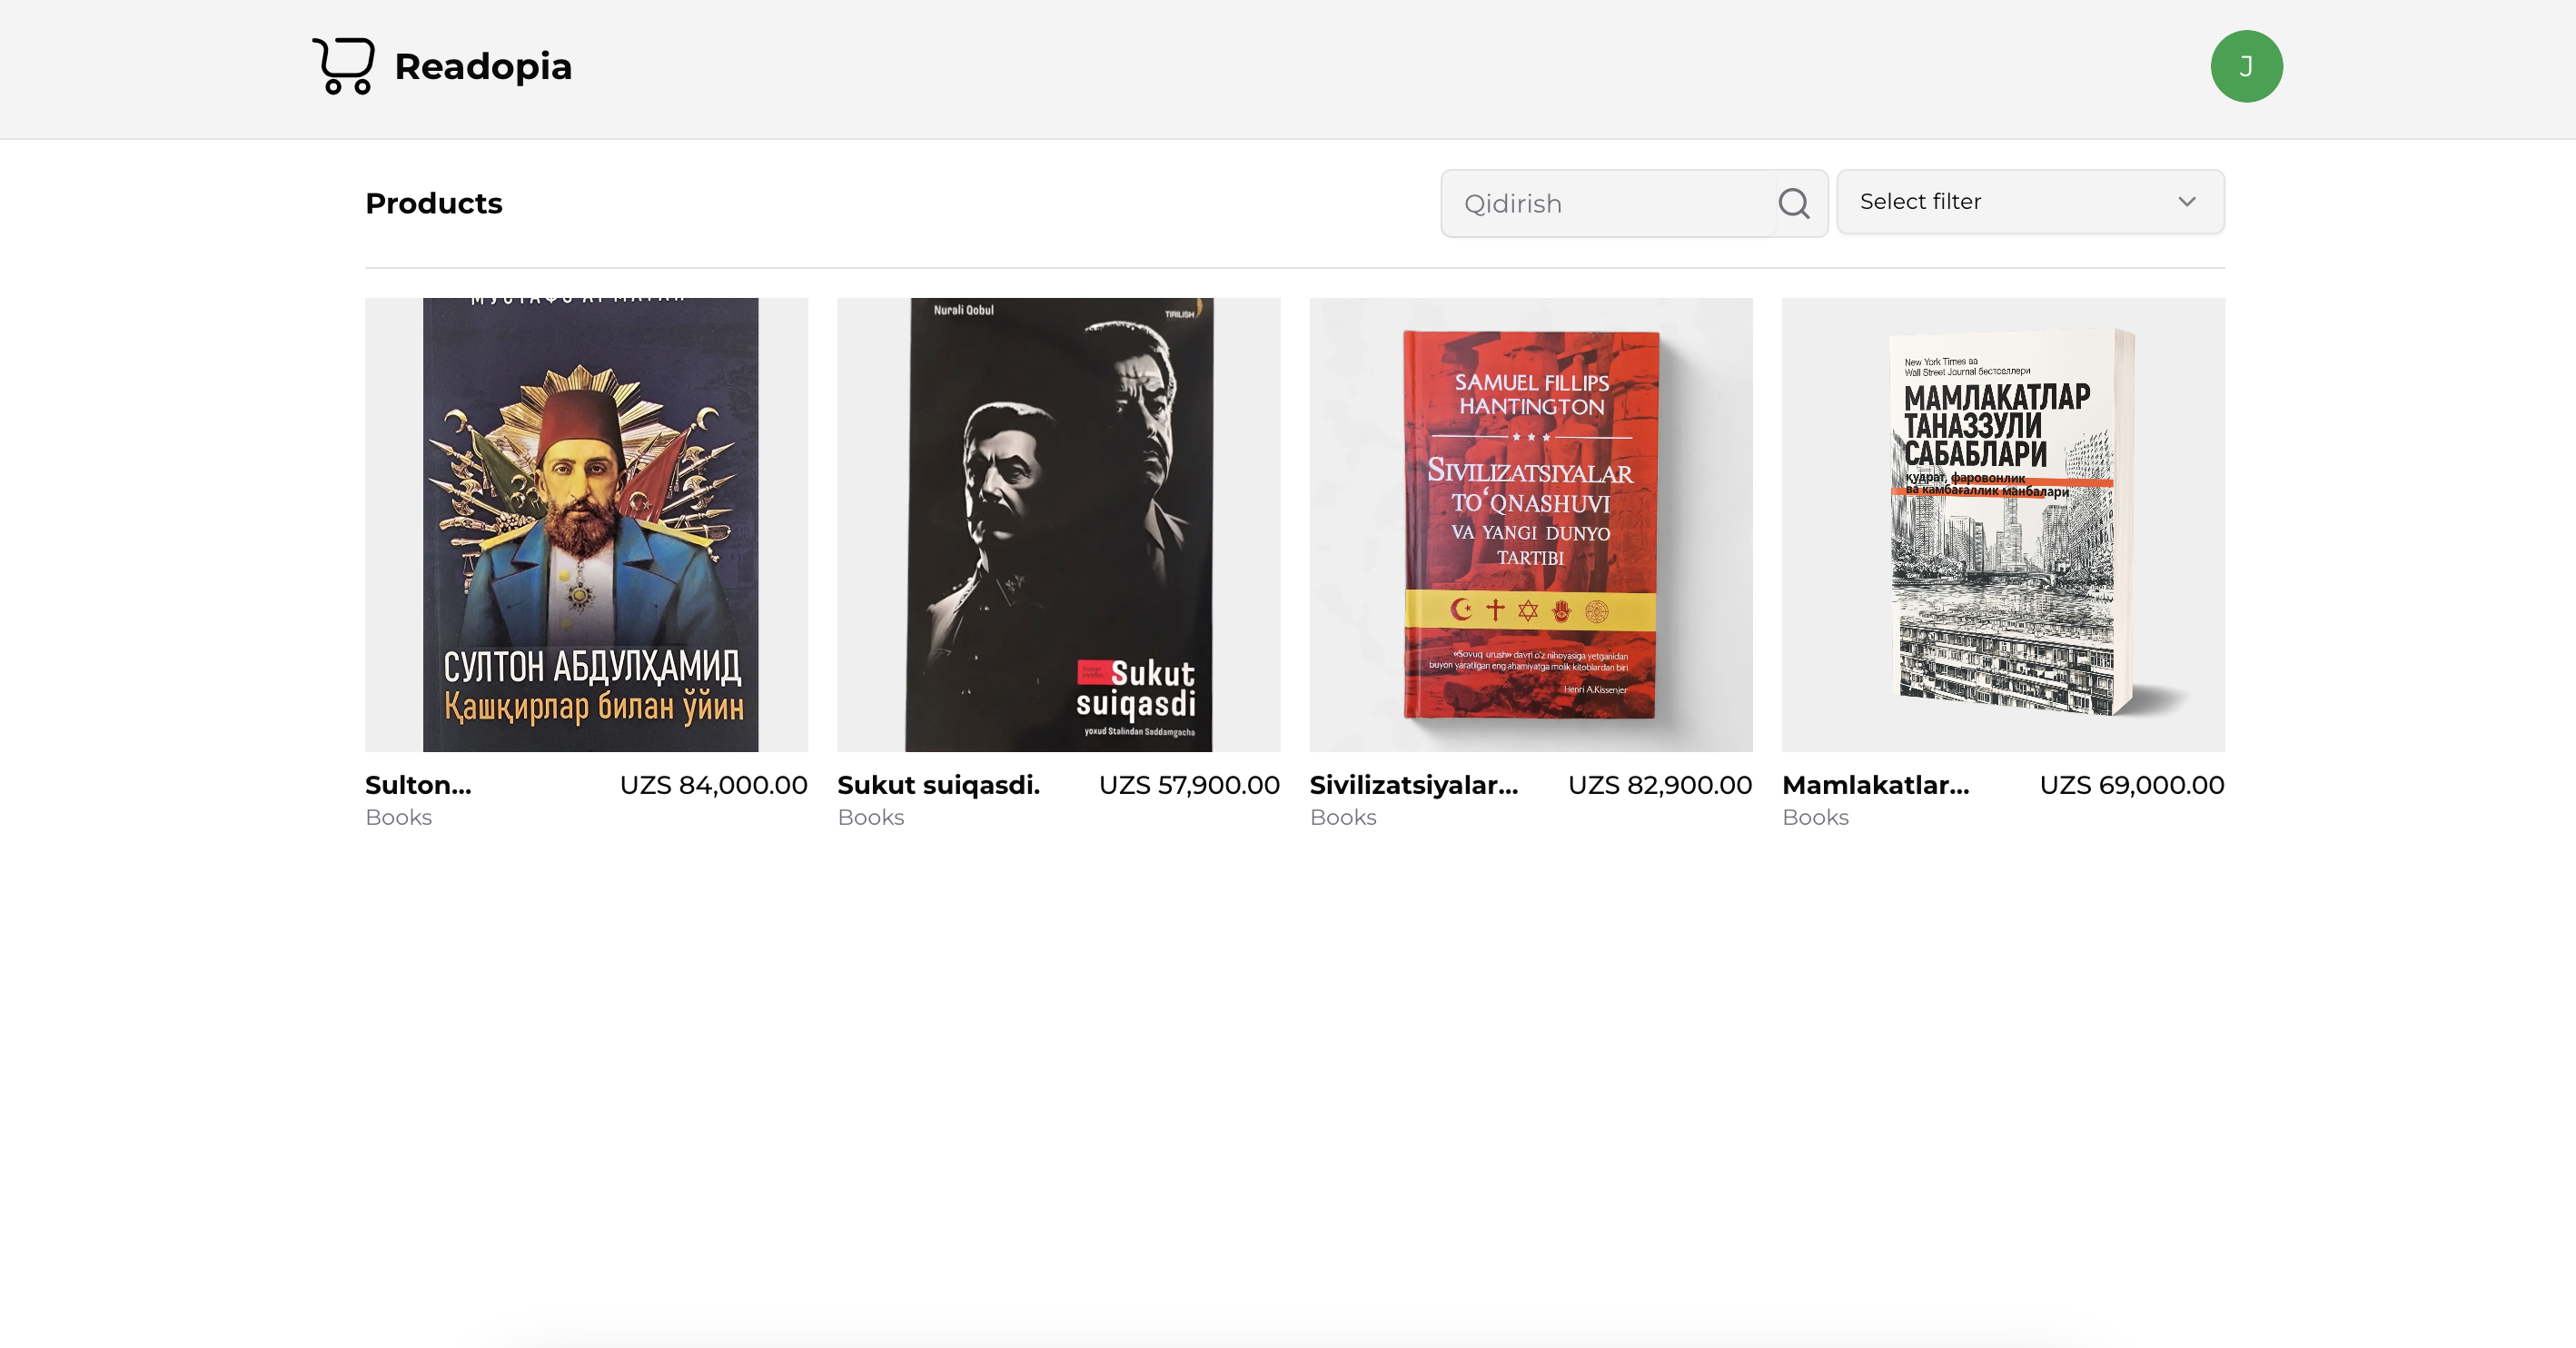 Readopia
J
Products
Qidirish
Select filter
СУЛТОН АБДУЛҲАМИД
Қашқирлар билан ўйин
Nurali Qobul
TIRILISH
Sukut
suiqasdi
yoxud Stalindan Saddamgacha
SAMUEL FILLIPS
HANTINGTON
SIVILIZATSIYALAR
TO‘QNASHUVI
VA YANGI DUNYO
TARTIBI
«Sovuq urush» davri o'z nihoyasiga yetganidan
buyon yaratilgan eng ahamiyatga molik kitoblardan biri
Henri A.Kissenjer
New York Times ва
Wall Street Journal бестселлери
МАМЛАКАТЛАР
ТАНАЗЗУЛИ
САБАБЛАРИ
қудрат, фаровонлик
ва камбағаллик манбалари
Sulton...
UZS 84,000.00
Books
Sukut suiqasdi.
UZS 57,900.00
Books
Sivilizatsiyalar...
UZS 82,900.00
Books
Mamlakatlar...
UZS 69,000.00
Books